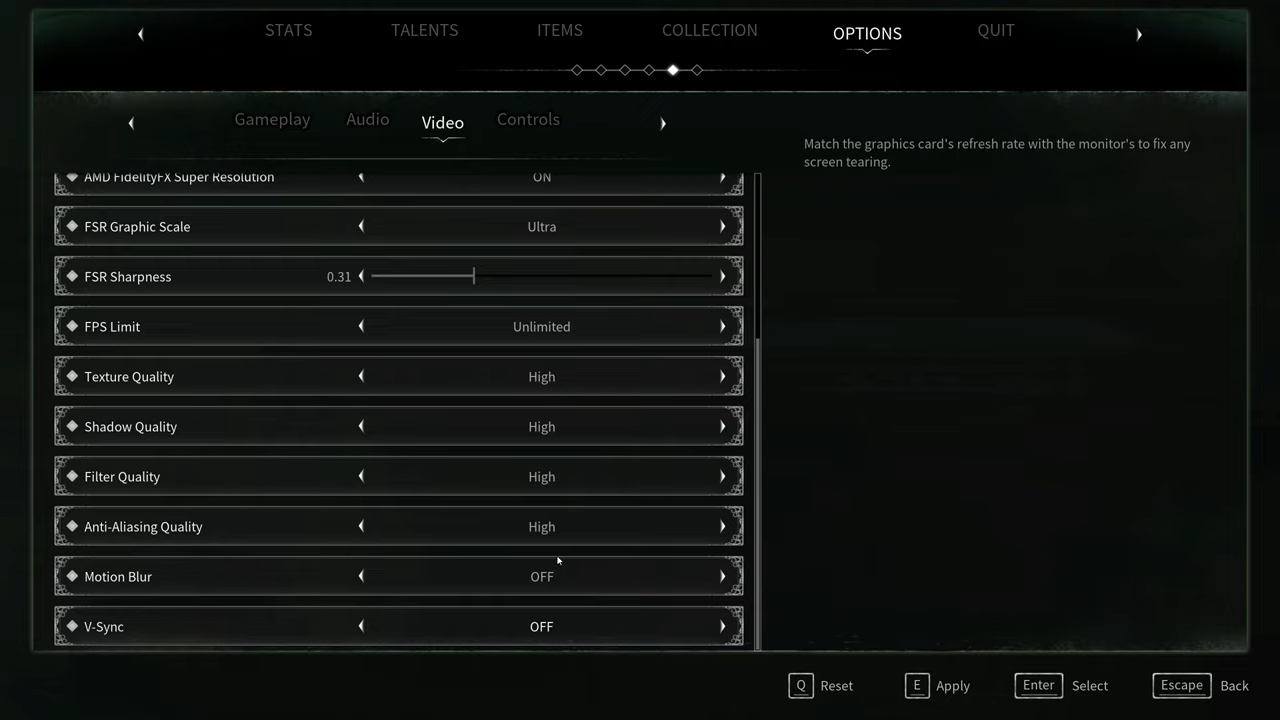 STATS TALENTS ITEMS COLLECTION OPTIONS QUIT
Gameplay Audio Video Controls
Match the graphics card's refresh rate with the monitor's to fix any
screen tearing.
AMD FidelityFX Super Resolution ON
FSR Graphic Scale Ultra
FSR Sharpness 0.31
FPS Limit Unlimited
Texture Quality High
Shadow Quality High
Filter Quality High
Anti-Aliasing Quality High
Motion Blur OFF
V-Sync OFF
Q Reset E Apply Enter Select Escape Back